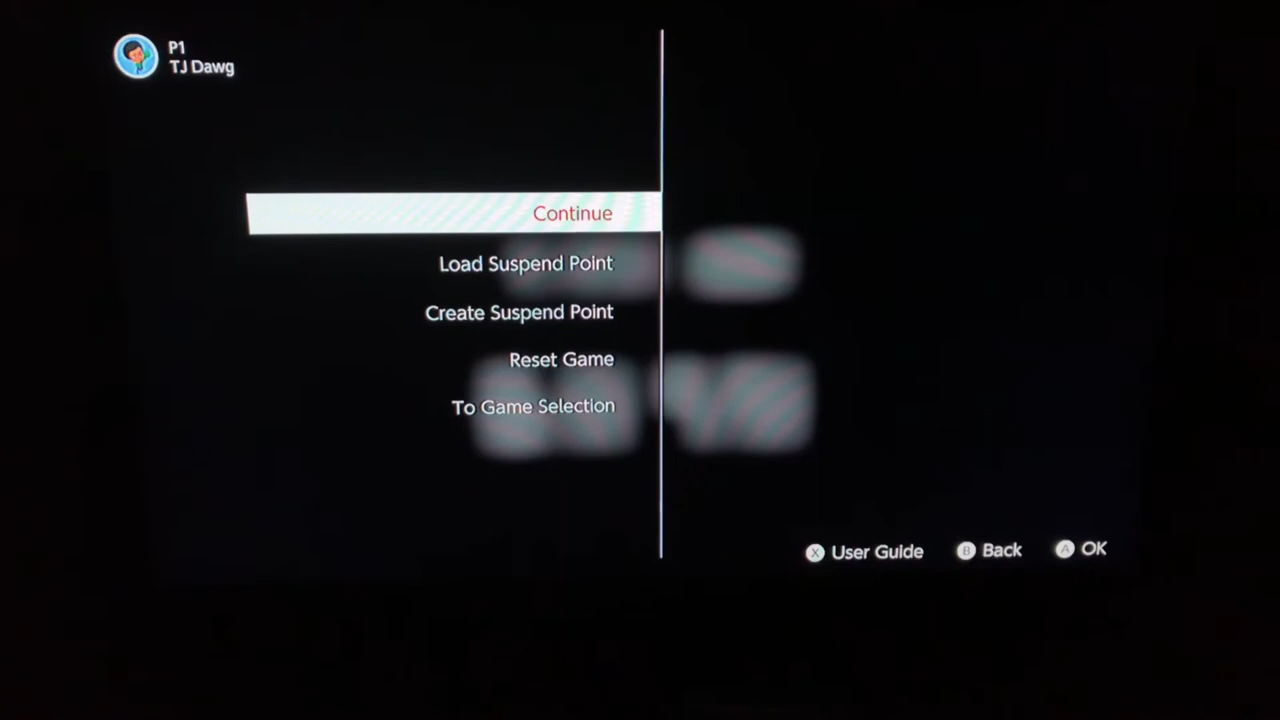 P1
TJ Dawg
Continue
Load Suspend Point
Create Suspend Point
Reset Game
To Game Selection
X User Guide B Back A OK